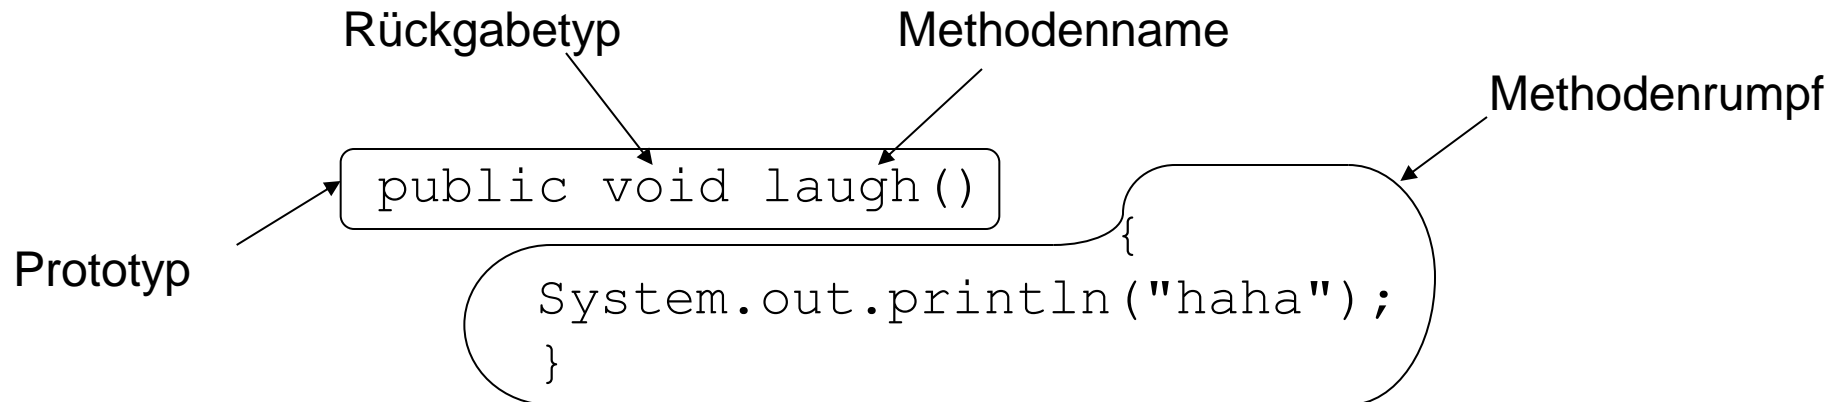 Rückgabetyp Methodenname
Methodenrumpf
public void laugh()
{
Prototyp
System.out.println("haha");
}